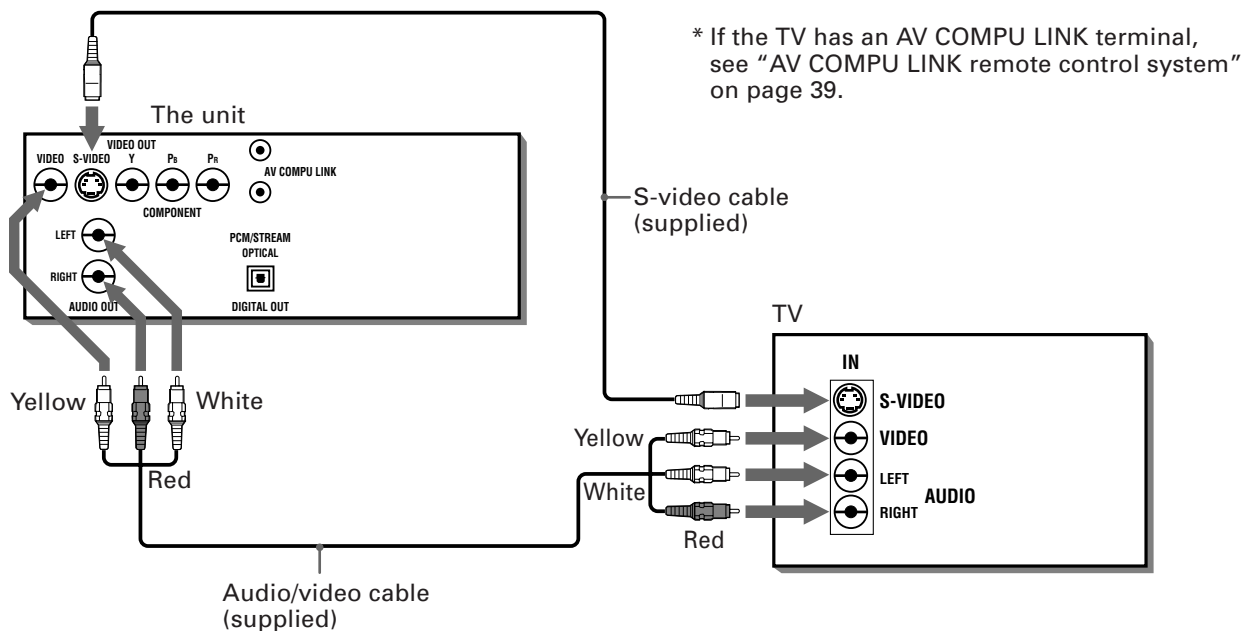 * If the TV has an AV COMPU LINK terminal,
see “AV COMPU LINK remote control system”
on page 39.
The unit
VIDEO OUT
VIDEO S-VIDEO Y PB PR
AV COMPU LINK
COMPONENT
LEFT
PCM/STREAM
OPTICAL
RIGHT
AUDIO OUT
DIGITAL OUT
S-video cable
(supplied)
TV
IN
Yellow
White
Red
S-VIDEO
Yellow
VIDEO
White
LEFT
AUDIO
RIGHT
Red
Audio/video cable
(supplied)